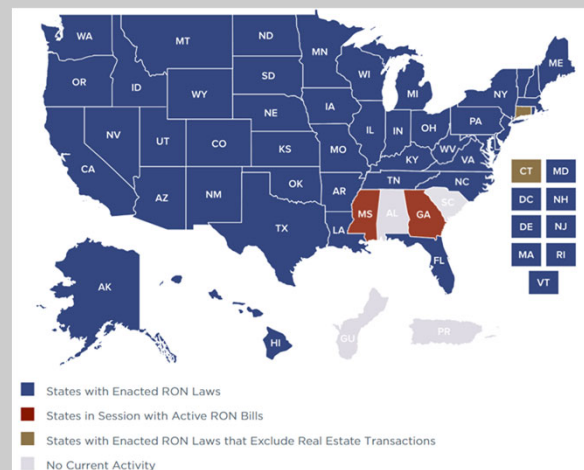 WA
MT
ND
MN
ME
OR
ID
SD
WI
MI
NY
WY
NE
IA
PA
NV
UT
CO
KS
IL
IN
OH
MO
WV
VA
KY
CA
AZ
NM
OK
AR
TN
NC
TX
LA
MS
AL
GA
SC
FL
CT
MD
DC
NH
DE
NJ
MA
RI
VT
AK
HI
GU
PR
States with Enacted RON Laws
States in Session with Active RON Bills
States with Enacted RON Laws that Exclude Real Estate Transactions
No Current Activity